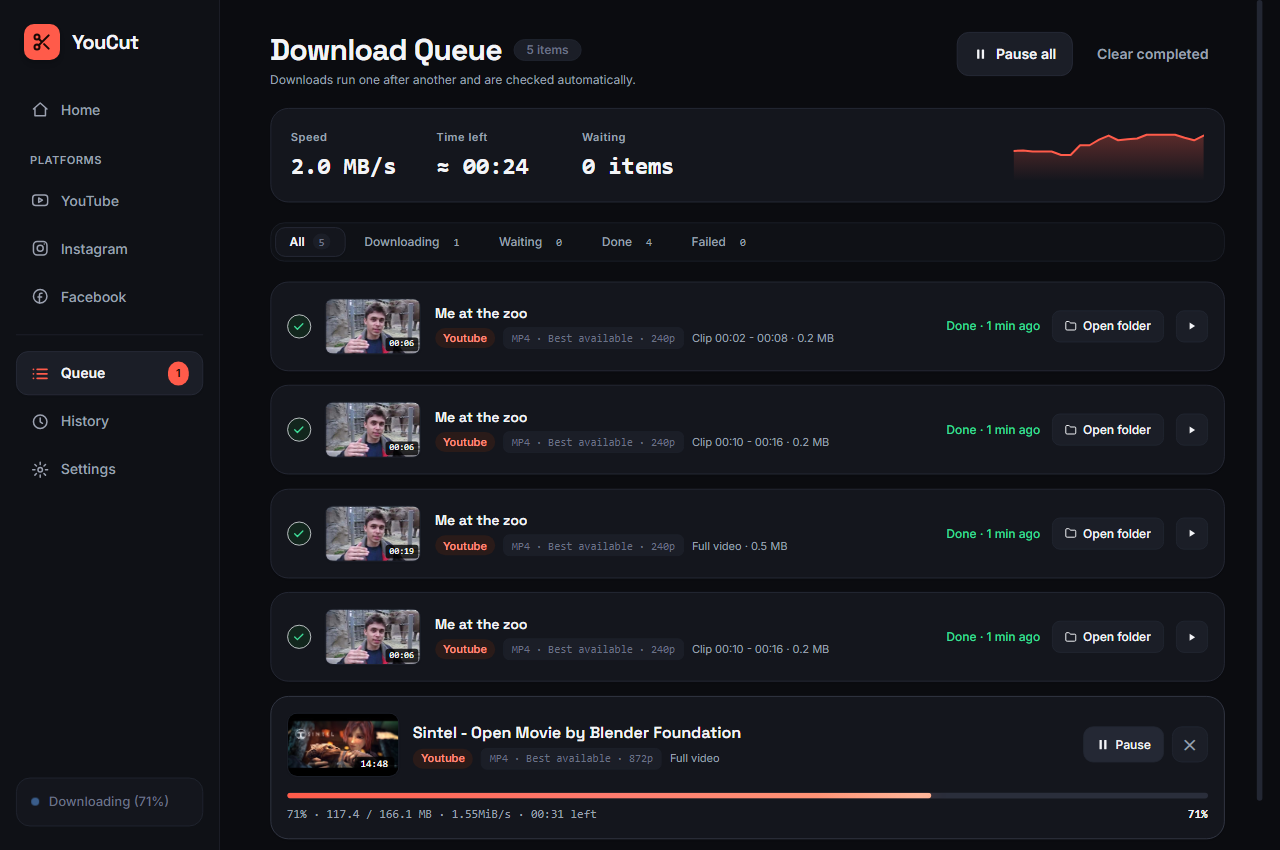 YouCut
Home
PLATFORMS
YouTube
Instagram
Facebook
Queue 1
History
Settings
Downloading (71%)
Download Queue 5 items
Downloads run one after another and are checked automatically.
Pause all Clear completed
Speed Time left Waiting
2.0 MB/s ≈ 00:24 0 items
All 5 Downloading 1 Waiting 0 Done 4 Failed 0
00:06
Me at the zoo
Youtube MP4 · Best available · 240p Clip 00:02 - 00:08 · 0.2 MB
Done · 1 min ago Open folder
00:06
Me at the zoo
Youtube MP4 · Best available · 240p Clip 00:10 - 00:16 · 0.2 MB
Done · 1 min ago Open folder
00:19
Me at the zoo
Youtube MP4 · Best available · 240p Full video · 0.5 MB
Done · 1 min ago Open folder
00:06
Me at the zoo
Youtube MP4 · Best available · 240p Clip 00:10 - 00:16 · 0.2 MB
Done · 1 min ago Open folder
SINTEL
14:48
Sintel - Open Movie by Blender Foundation
Youtube MP4 · Best available · 872p Full video
Pause
71% · 117.4 / 166.1 MB · 1.55MiB/s · 00:31 left 71%